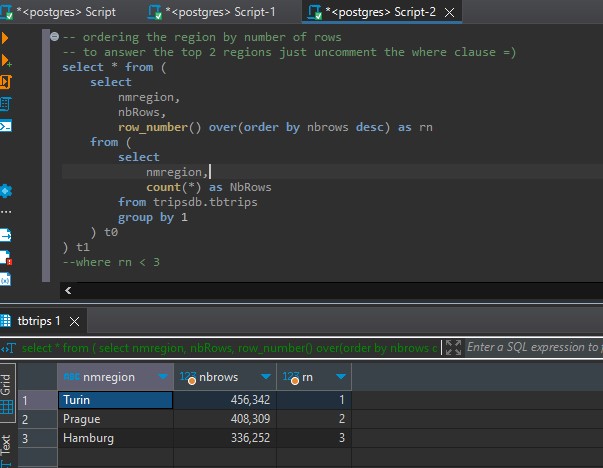 *<postgres> Script
*<postgres> Script-1
*<postgres> Script-2
-- ordering the region by number of rows
-- to answer the top 2 regions just uncomment the where clause =)
select * from (
select
nmregion,
nbRows,
row_number() over(order by nbrows desc) as rn
from (
select
nmregion,
count(*) as NbRows
from tripsdb.tbtrips
group by 1
) t0
) t1
--where rn < 3
tbtrips 1
select * from ( select nmregion, nbRows, row_number() over(order by nbrows c
Enter a SQL expression to f
Grid
Text
nmregion
123 nbrows
123 rn
1 Turin 456,342 1
2 Prague 408,309 2
3 Hamburg 336,252 3